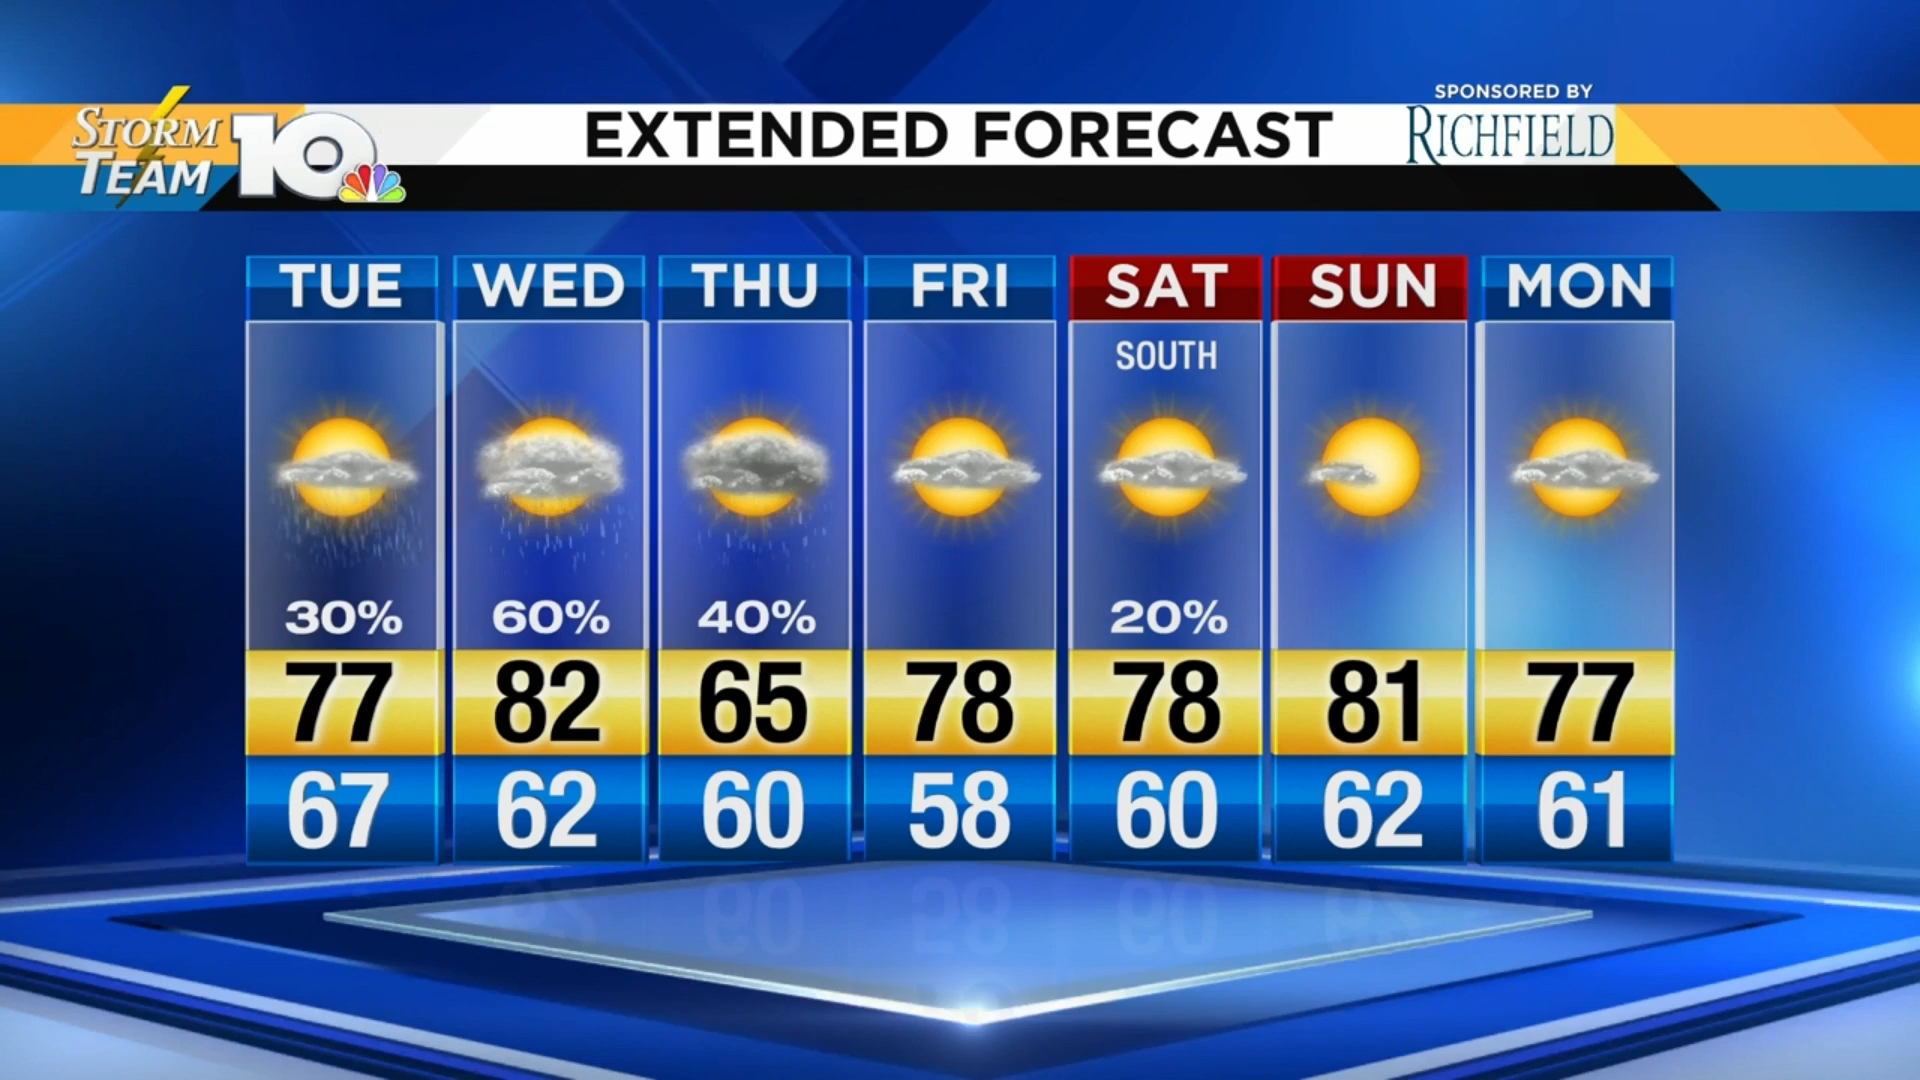 SPONSORED BY
STORM TEAM 10
EXTENDED FORECAST
RICHFIELD
TUE WED THU FRI SAT SUN MON
SOUTH
30% 60% 40% 20%
77 82 65 78 78 81 77
67 62 60 58 60 62 61